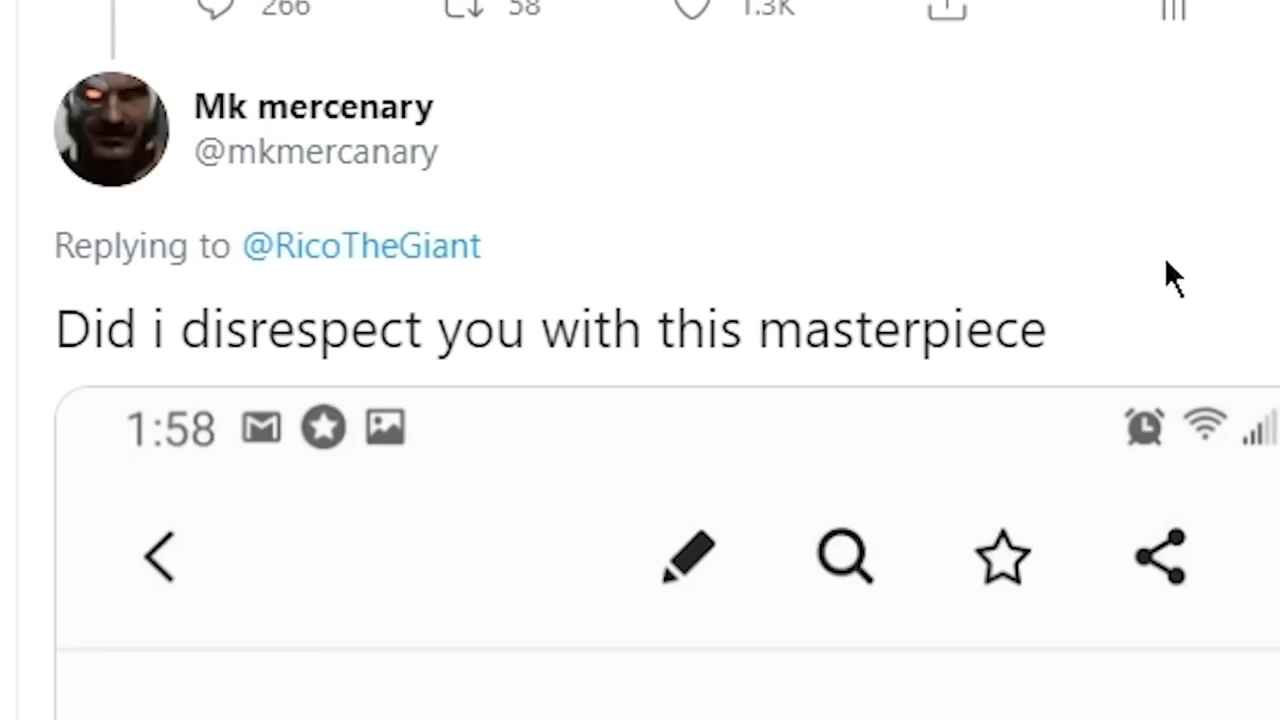 266 58 1.3K
Mk mercenary
@mkmercanary
Replying to @RicoTheGiant
Did i disrespect you with this masterpiece
1:58